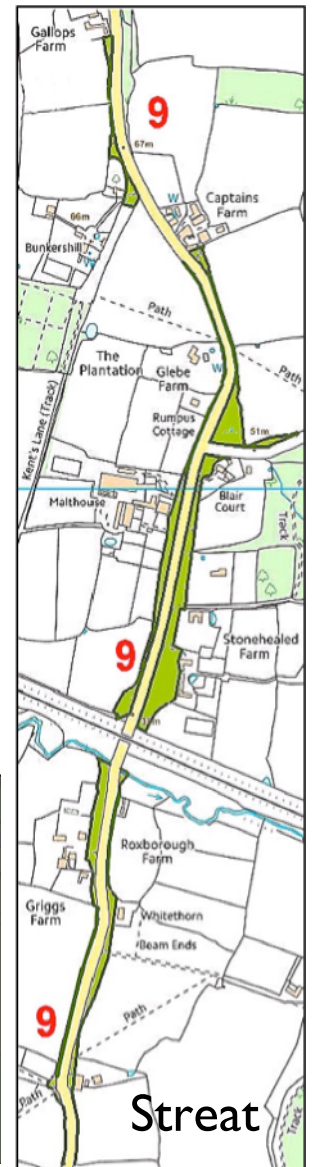 Gallops
Farm
9
67m
W
Captains
Farm
66m
Bunkershill
W
Path
The
Plantation
Glebe
Farm
W
Path
Kent's Lane (Track)
Rumpus
Cottage
51m
Malthouse
Blair
Court
Track
Stonehealed
Farm
9
Roxborough
Farm
Griggs
Farm
Whitethorn
Beam Ends
9
Path
Path
Streat
Track